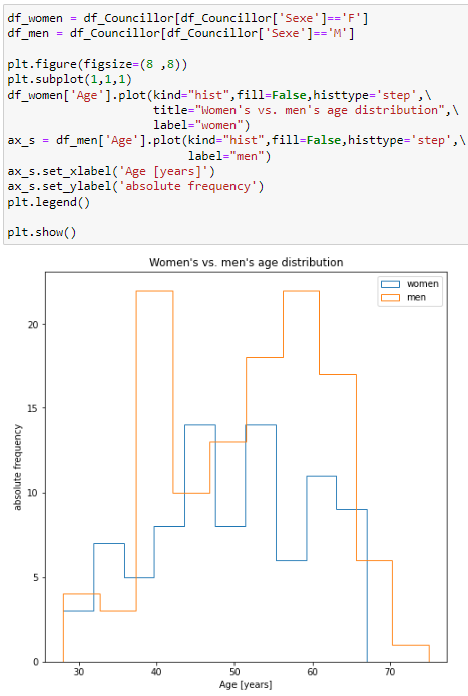 df_women = df_Councillor[df_Councillor['Sexe']=='F']
df_men = df_Councillor[df_Councillor['Sexe']=='M']
plt.figure(figsize=(8 ,8))
plt.subplot(1,1,1)
df_women['Age'].plot(kind="hist",fill=False,histtype='step',\
title="Women's vs. men's age distribution",\
label="women")
ax_s = df_men['Age'].plot(kind="hist",fill=False,histtype='step',\
label="men")
ax_s.set_xlabel('Age [years]')
ax_s.set_ylabel('absolute frequency')
plt.legend()
plt.show()
Women's vs. men's age distribution
women
men
20
15
10
5
0
absolute frequency
30 40 50 60 70
Age [years]